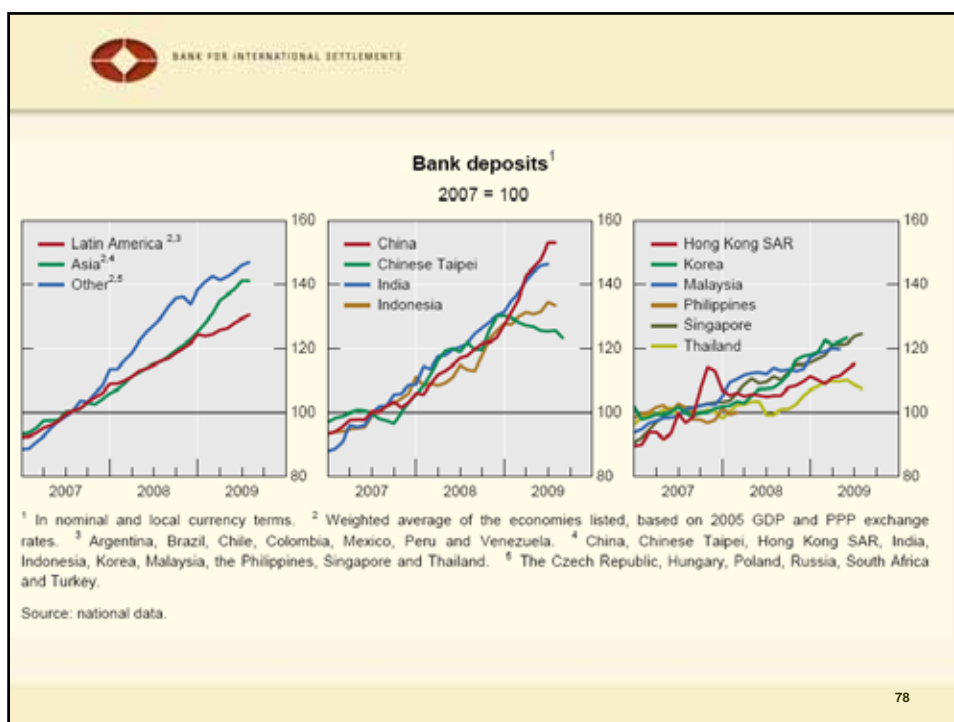 BANK FOR INTERNATIONAL SETTLEMENTS
Bank deposits1
2007 = 100
Latin America 2,3
Asia2,4
Other2,5
160
140
120
100
80
2007 2008 2009
China
Chinese Taipei
India
Indonesia
160
140
120
100
80
2007 2008 2009
Hong Kong SAR
Korea
Malaysia
Philippines
Singapore
Thailand
160
140
120
100
80
2007 2008 2009
1 In nominal and local currency terms. 2 Weighted average of the economies listed, based on 2005 GDP and PPP exchange
rates. 3 Argentina, Brazil, Chile, Colombia, Mexico, Peru and Venezuela. 4 China, Chinese Taipei, Hong Kong SAR, India,
Indonesia, Korea, Malaysia, the Philippines, Singapore and Thailand. 5 The Czech Republic, Hungary, Poland, Russia, South Africa
and Turkey.
Source: national data.
78